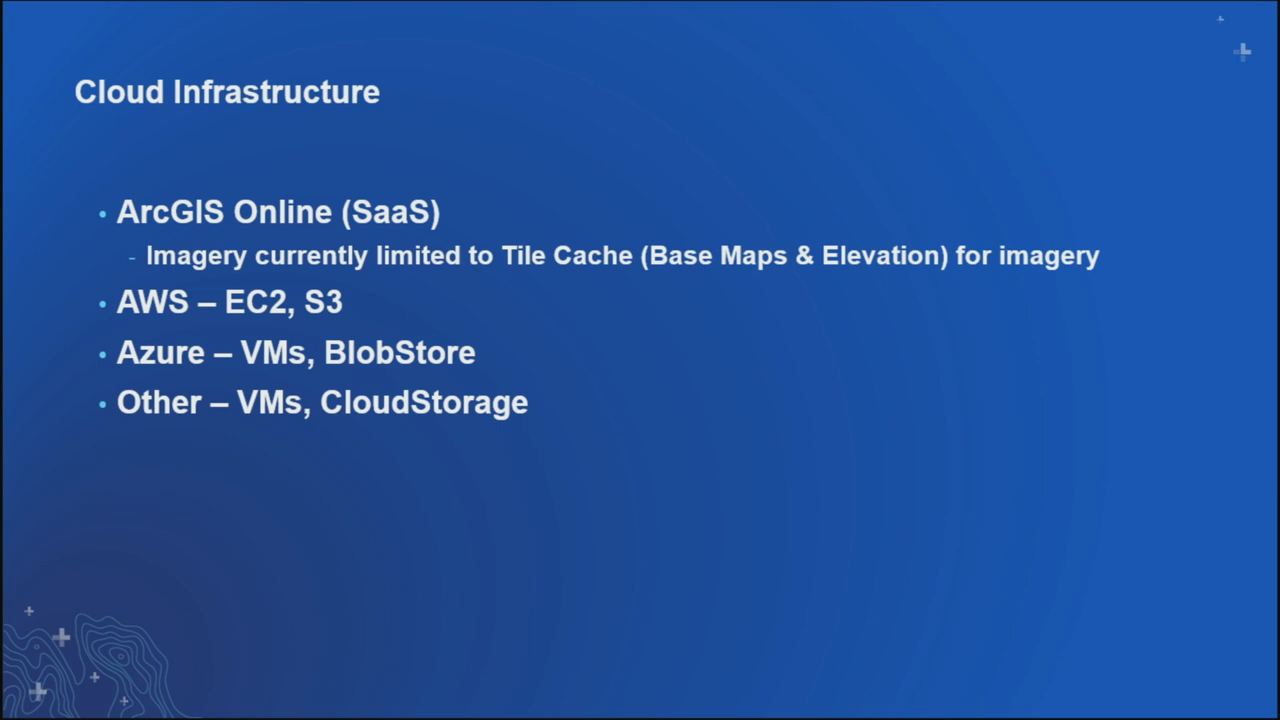 Cloud Infrastructure
• ArcGIS Online (SaaS)
- Imagery currently limited to Tile Cache (Base Maps & Elevation) for imagery
• AWS – EC2, S3
• Azure – VMs, BlobStore
• Other – VMs, CloudStorage